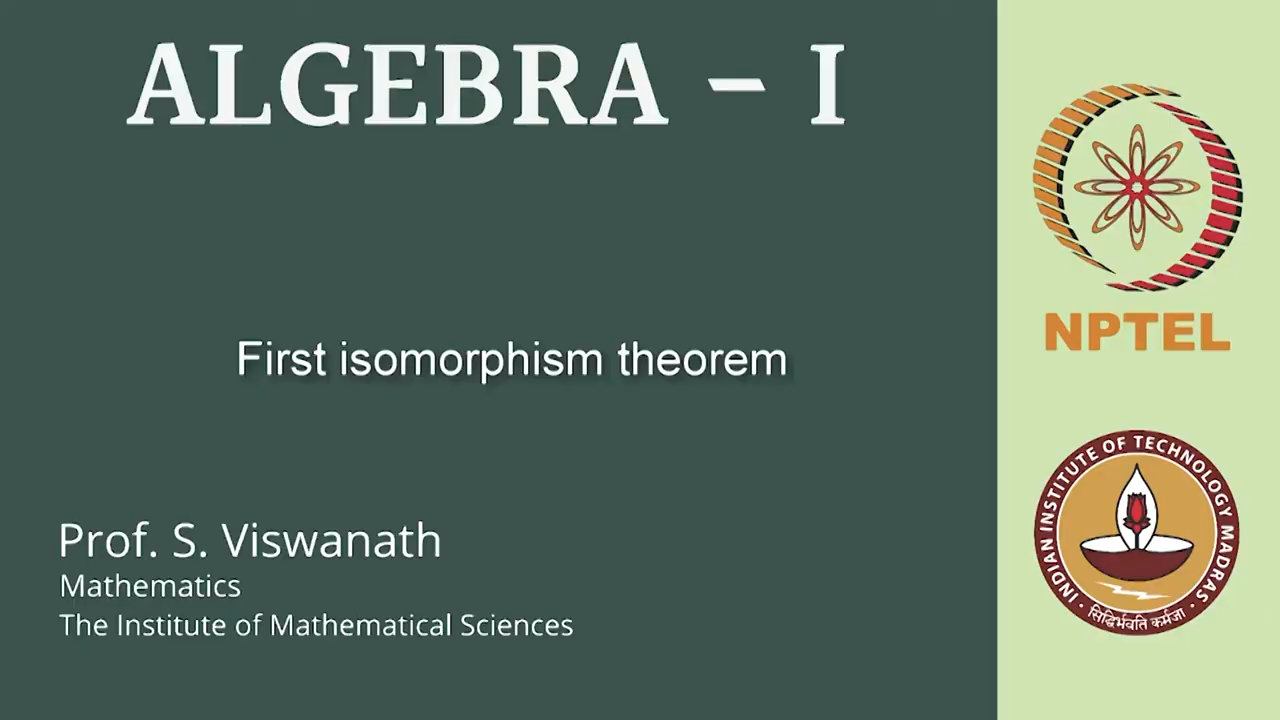 ALGEBRA - I
First isomorphism theorem
Prof. S. Viswanath
Mathematics
The Institute of Mathematical Sciences
NPTEL
INDIAN INSTITUTE OF TECHNOLOGY MADRAS
सिद्धिर्भवति कर्मजा